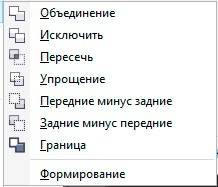 Объединение
Исключить
Пересечь
Упрощение
Передние минус задние
Задние минус передние
Граница
Формирование